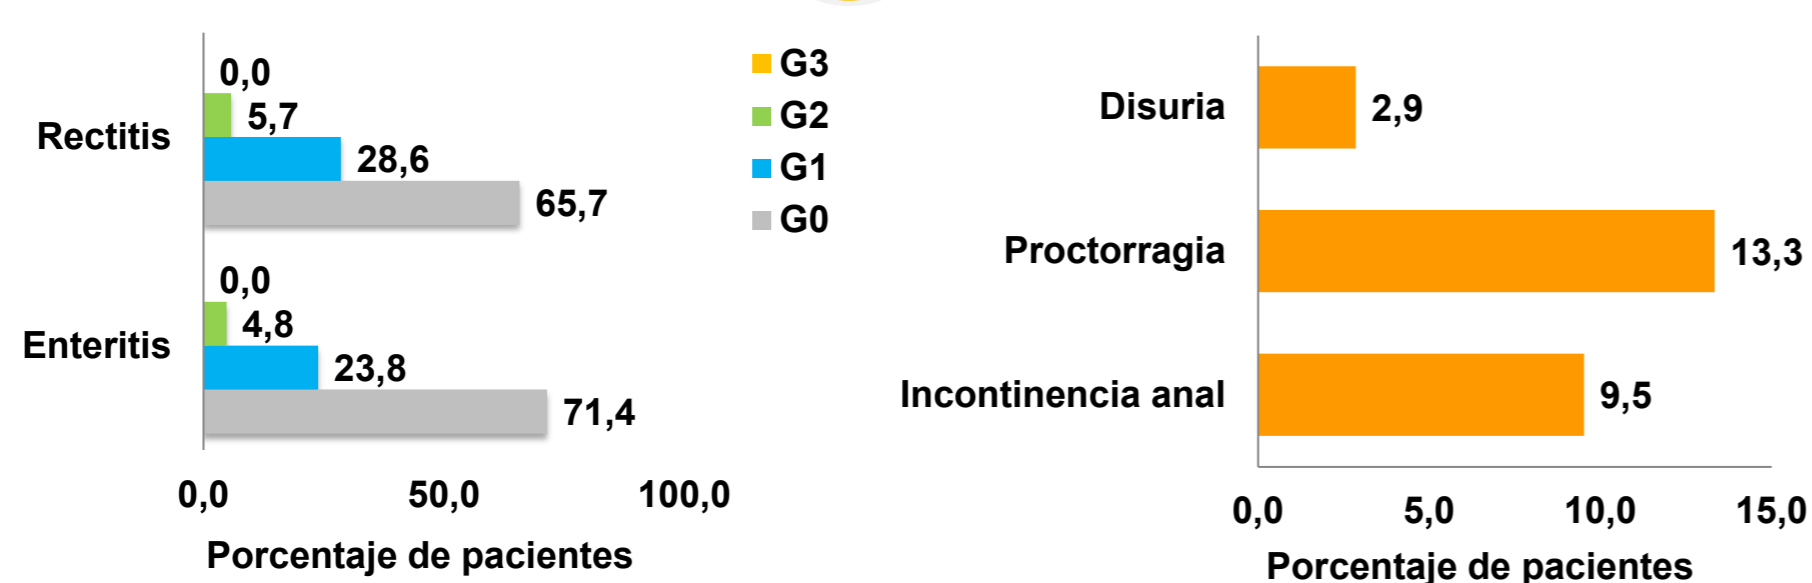 0,0
5,7
Rectitis
28,6
65,7
0,0
4,8
Enteritis
23,8
71,4
0,0 50,0 100,0
Porcentaje de pacientes
G3
G2
G1
G0
Disuria
2,9
Proctorragia
13,3
Incontinencia anal
9,5
0,0 5,0 10,0 15,0
Porcentaje de pacientes